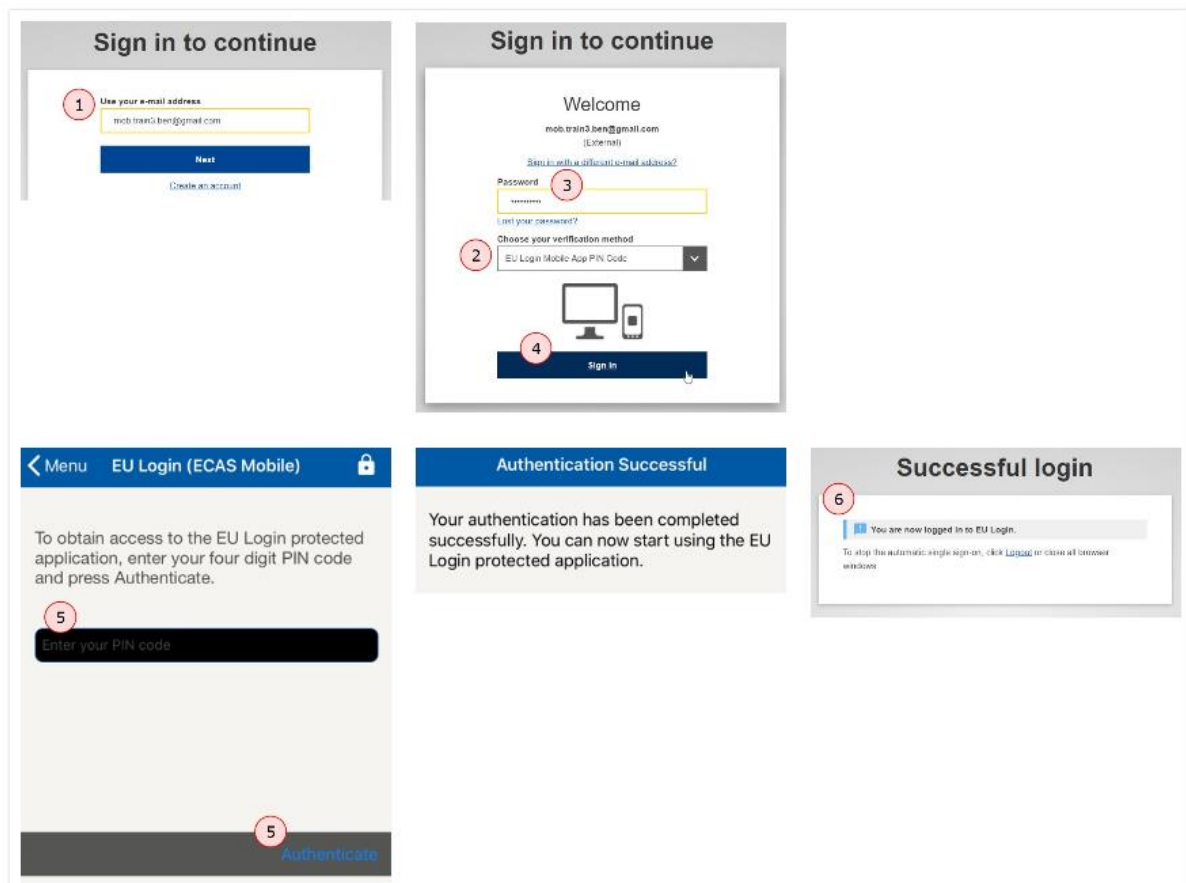 Sign in to continue
1
Use your e-mail address
mob.train3.ben@gmail.com
Next
Create an account
Sign in to continue
Welcome
mob.train3.ben@gmail.com
(External)
Sign in with a different e-mail address?
Password
3
••••••••••
Lost your password?
Choose your verification method
2
EU Login Mobile App PIN Code
4
Sign in
Menu EU Login (ECAS Mobile)
To obtain access to the EU Login protected
application, enter your four digit PIN code
and press Authenticate.
5
Enter your PIN code
5
Authenticate
Authentication Successful
Your authentication has been completed
successfully. You can now start using the EU
Login protected application.
Successful login
6
You are now logged in to EU Login.
To stop the automatic single sign-on, click Logout or close all browser
windows